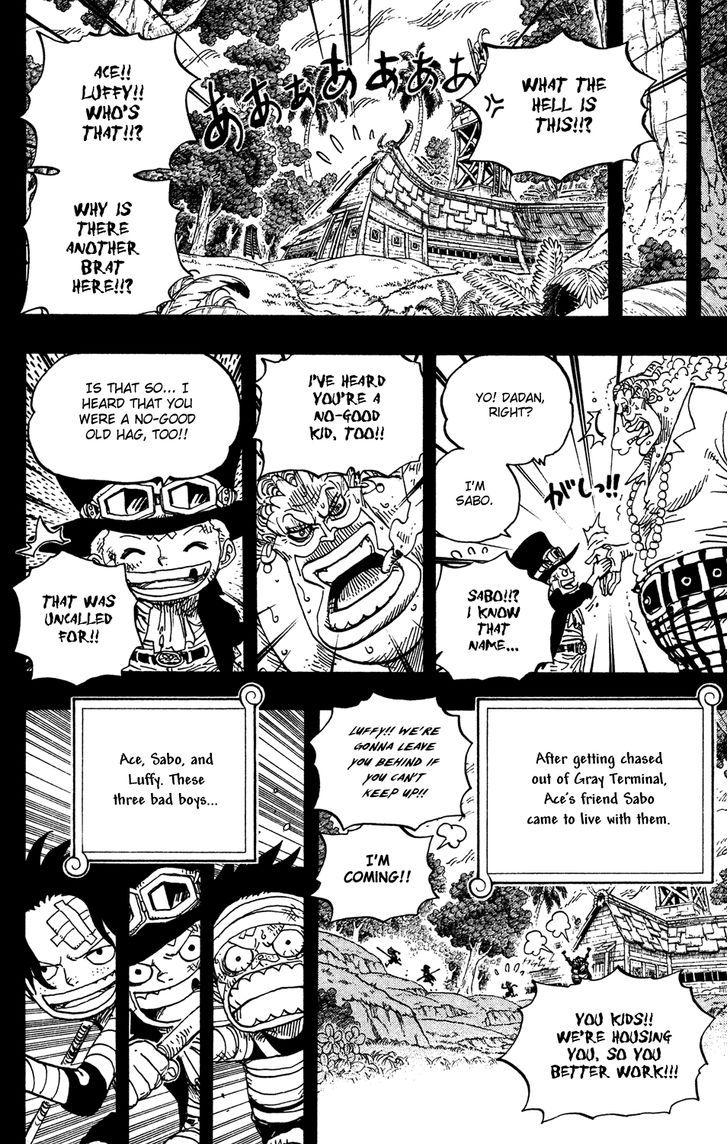 WHAT THE
HELL IS
THIS!!?
あぁぁあぁああぁ
ACE!!
LUFFY!!
WHO'S
THAT!!?
WHY IS
THERE
ANOTHER
BRAT
HERE!!?
YO! DADAN,
RIGHT?
I'M
SABO.
がしっ!!
SABO!!?
I KNOW
THAT
NAME...
I'VE HEARD
YOU'RE A
NO-GOOD
KID, TOO!!
IS THAT SO... I
HEARD THAT YOU
WERE A NO-GOOD
OLD HAG, TOO!!
THAT WAS
UNCALLED
FOR!!
After getting chased
out of Gray Terminal,
Ace's friend Sabo
came to live with them.
LUFFY!! WE'RE
GONNA LEAVE
YOU BEHIND IF
YOU CAN'T
KEEP UP!!
I'M
COMING!!
YOU KIDS!!
WE'RE HOUSING
YOU, SO YOU
BETTER WORK!!!
Ace, Sabo, and
Luffy. These
three bad boys...